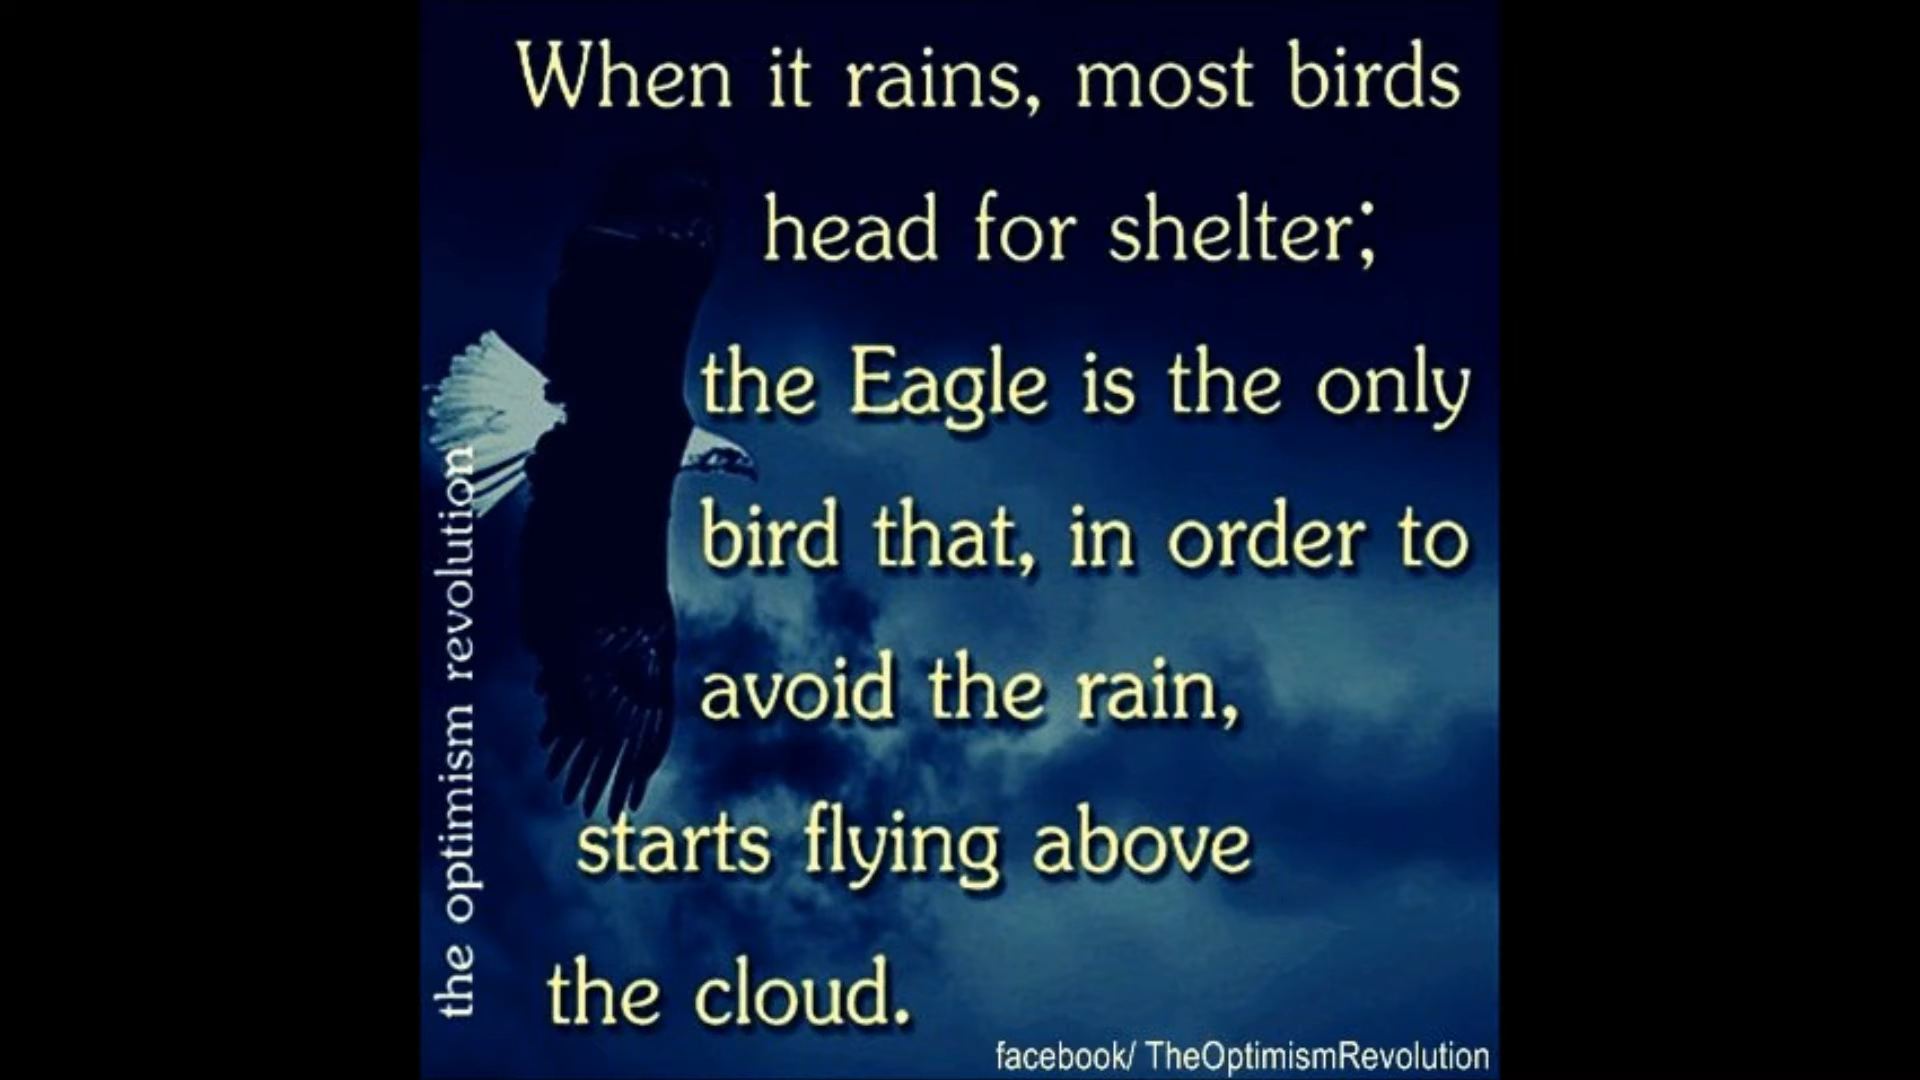 When it rains, most birds
head for shelter;
the Eagle is the only
bird that, in order to
avoid the rain,
starts flying above
the cloud.
the optimism revolution
facebook/ TheOptimismRevolution